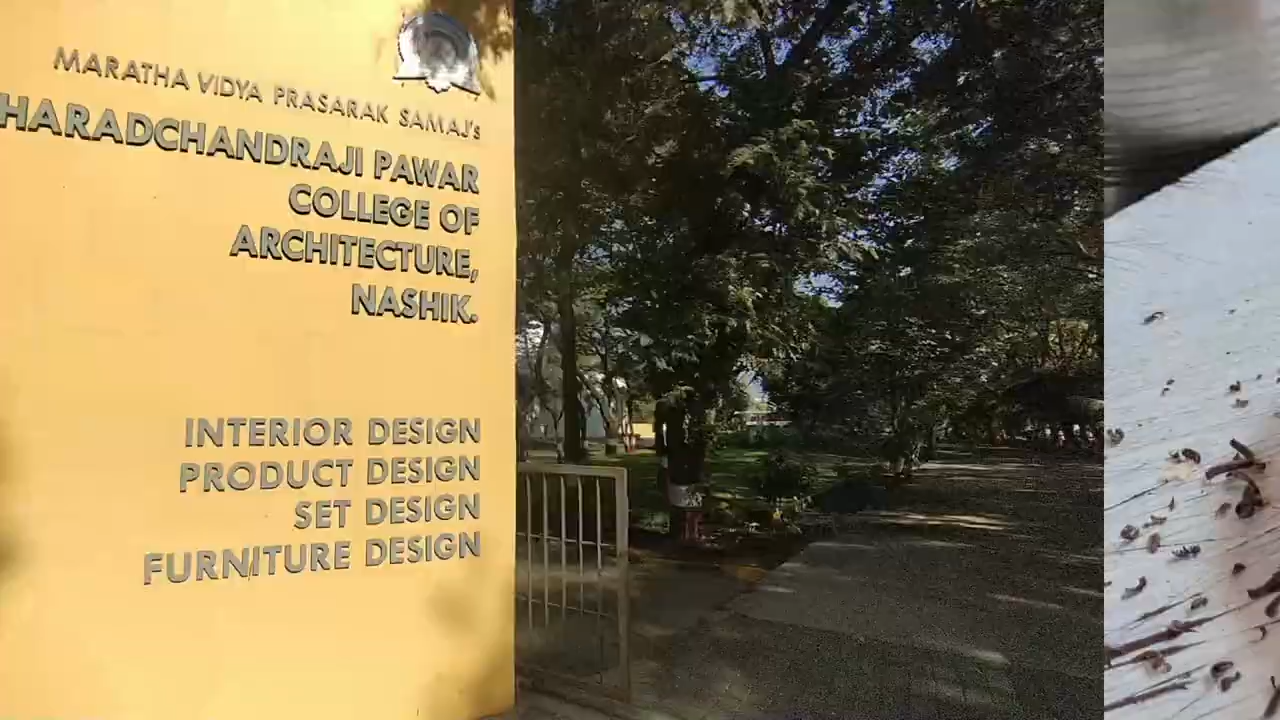 MARATHA VIDYA PRASARAK SAMAJ's
HARADCHANDRAJI PAWAR
COLLEGE OF
ARCHITECTURE,
NASHIK.
INTERIOR DESIGN
PRODUCT DESIGN
SET DESIGN
FURNITURE DESIGN